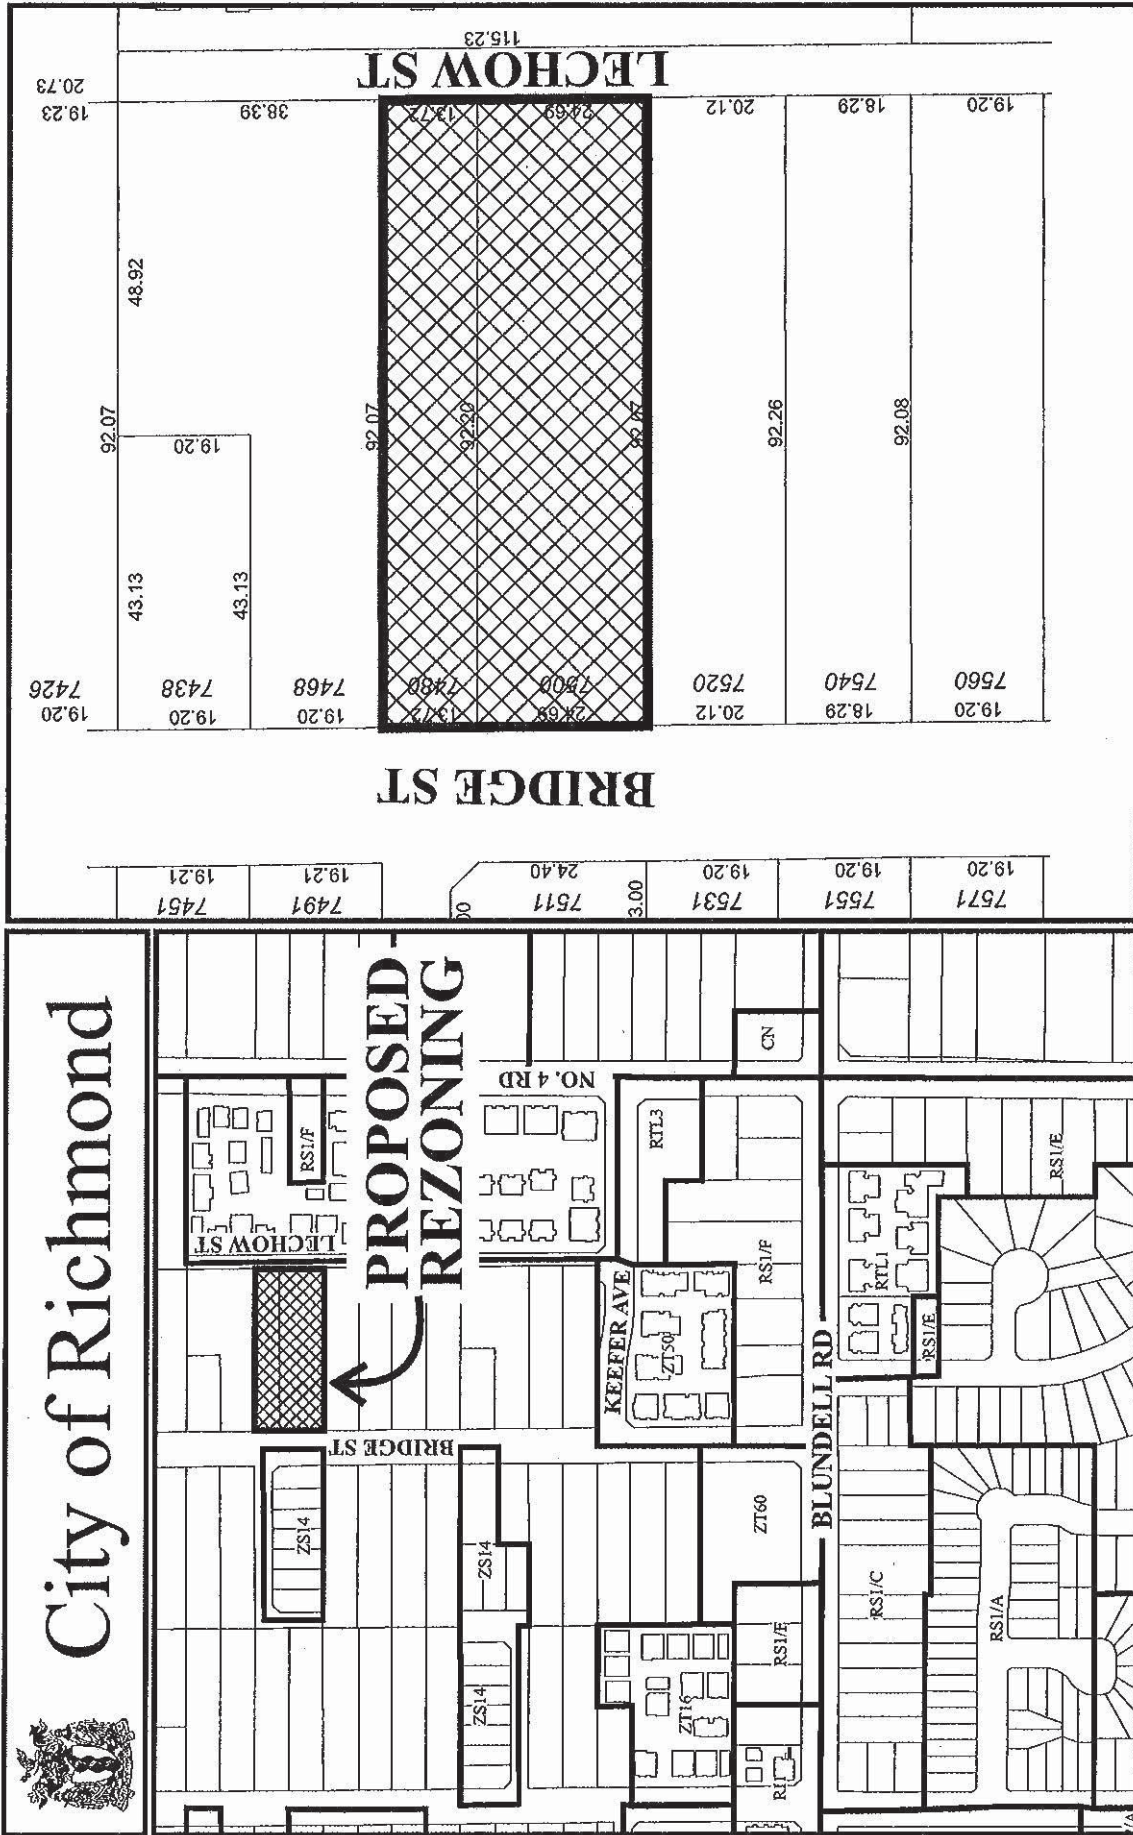 City of Richmond
PROPOSED
REZONING
LECHOW ST
BRIDGE ST
NO. 4 RD
KEEFER AVE
BLUNDELL RD
RS1/F
ZS14
ZS14
ZS14
RTL3
CN
ZT50
RS1/F
ZT60
ZT16
RS1/E
RS1/C
RS1/A
RTL1
RS1/E
RS1/E
BRIDGE ST
LECHOW ST
115.23
7451
19.21
7491
19.21
7511
24.40
3.00
7531
19.20
7551
19.20
7571
19.20
7426
19.20
7438
19.20
7468
19.20
7480
13.72
7500
24.69
7520
20.12
7540
18.29
7560
19.20
43.13
43.13
19.20
48.92
92.07
92.07
92.20
92.07
92.26
92.08
20.73
19.23
38.39
13.72
24.69
20.12
18.29
19.20